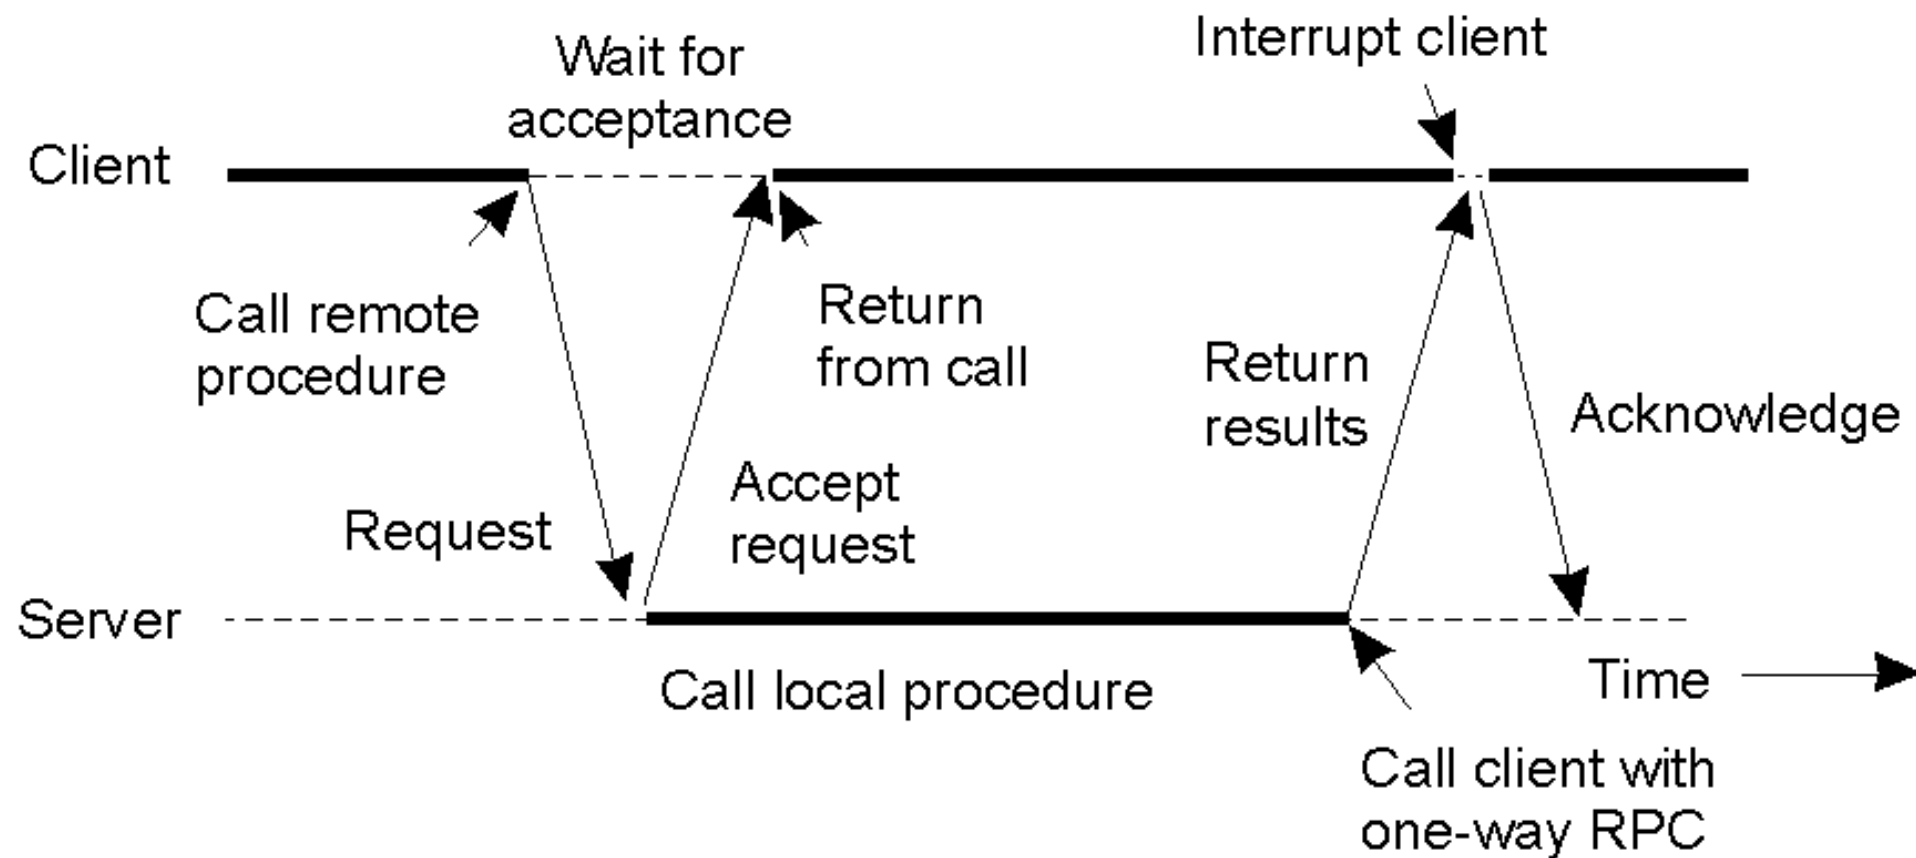 Wait for
acceptance
Interrupt client
Client
Call remote
procedure
Return
from call
Return
results
Acknowledge
Request
Accept
request
Server
Call local procedure
Time
Call client with
one-way RPC